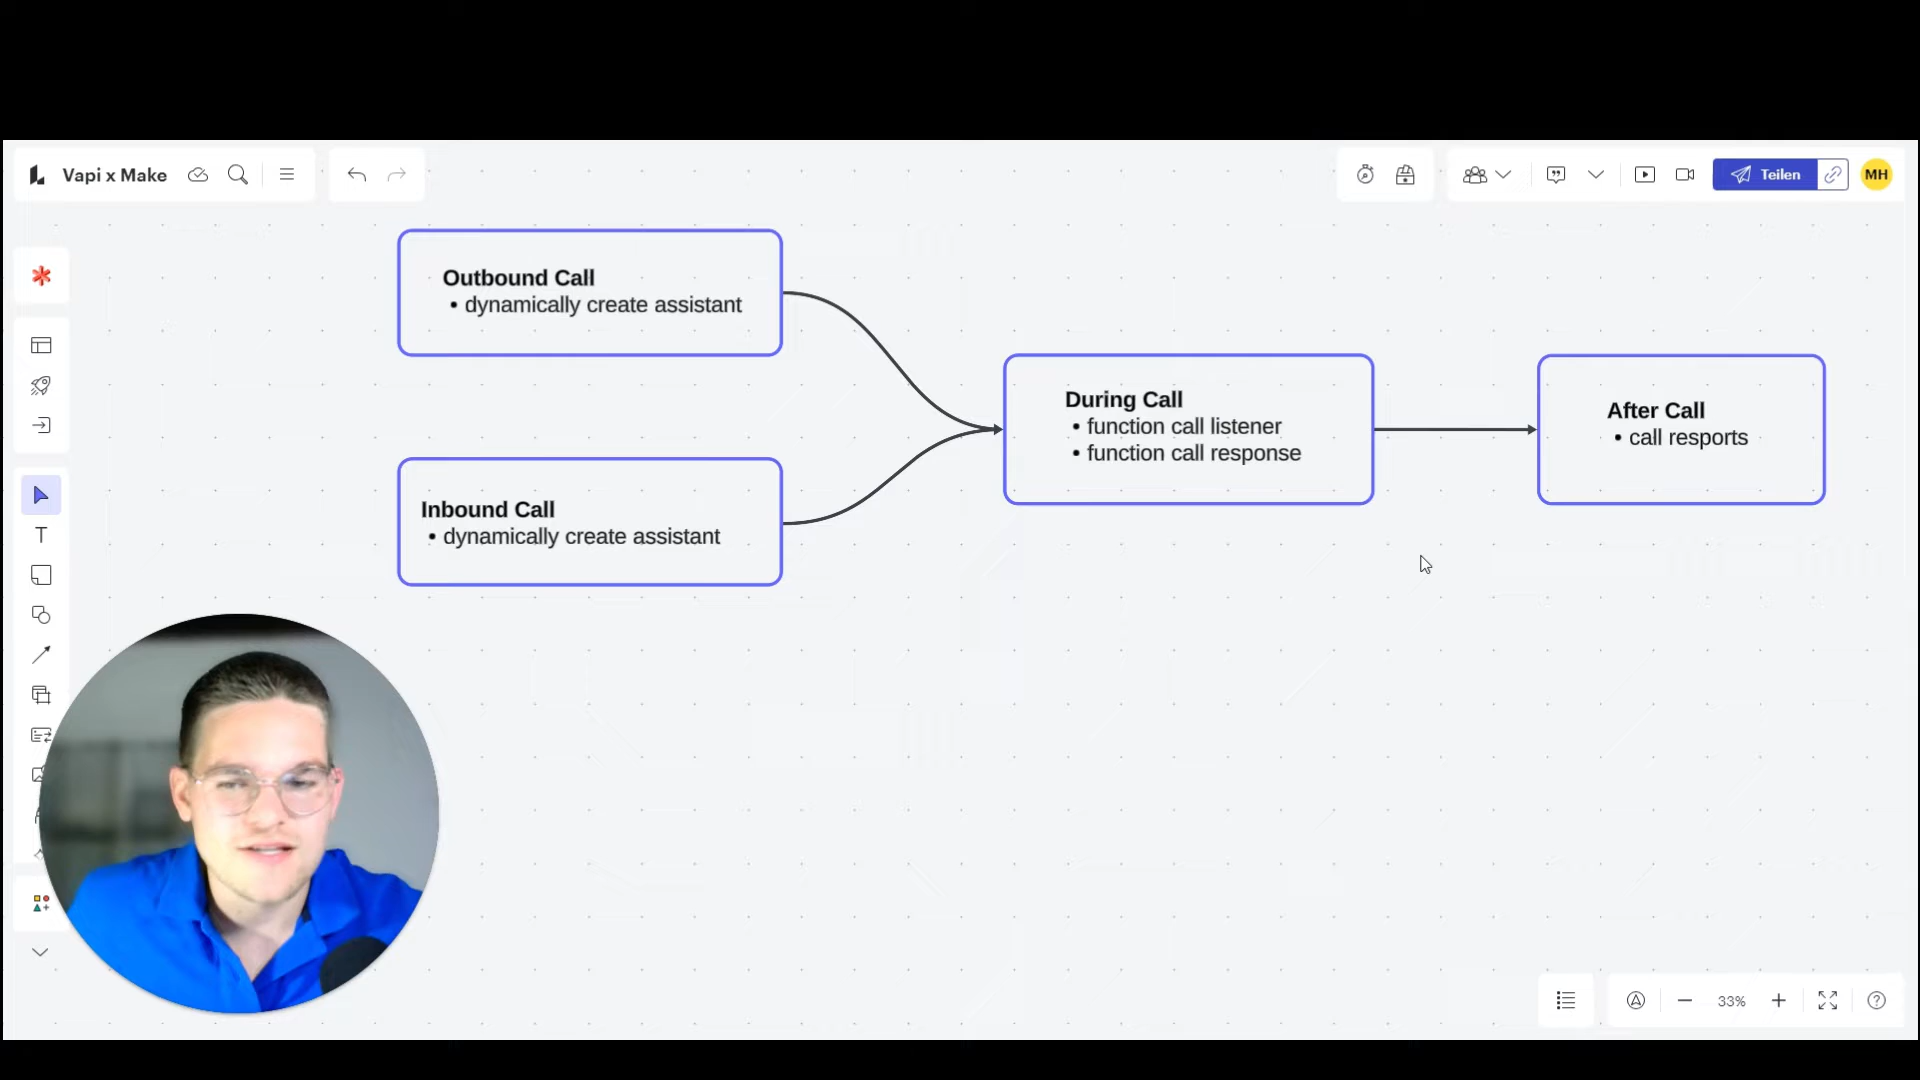 Vapi x Make
Teilen
MH
Outbound Call
• dynamically create assistant
Inbound Call
• dynamically create assistant
During Call
• function call listener
• function call response
After Call
• call resports
33%